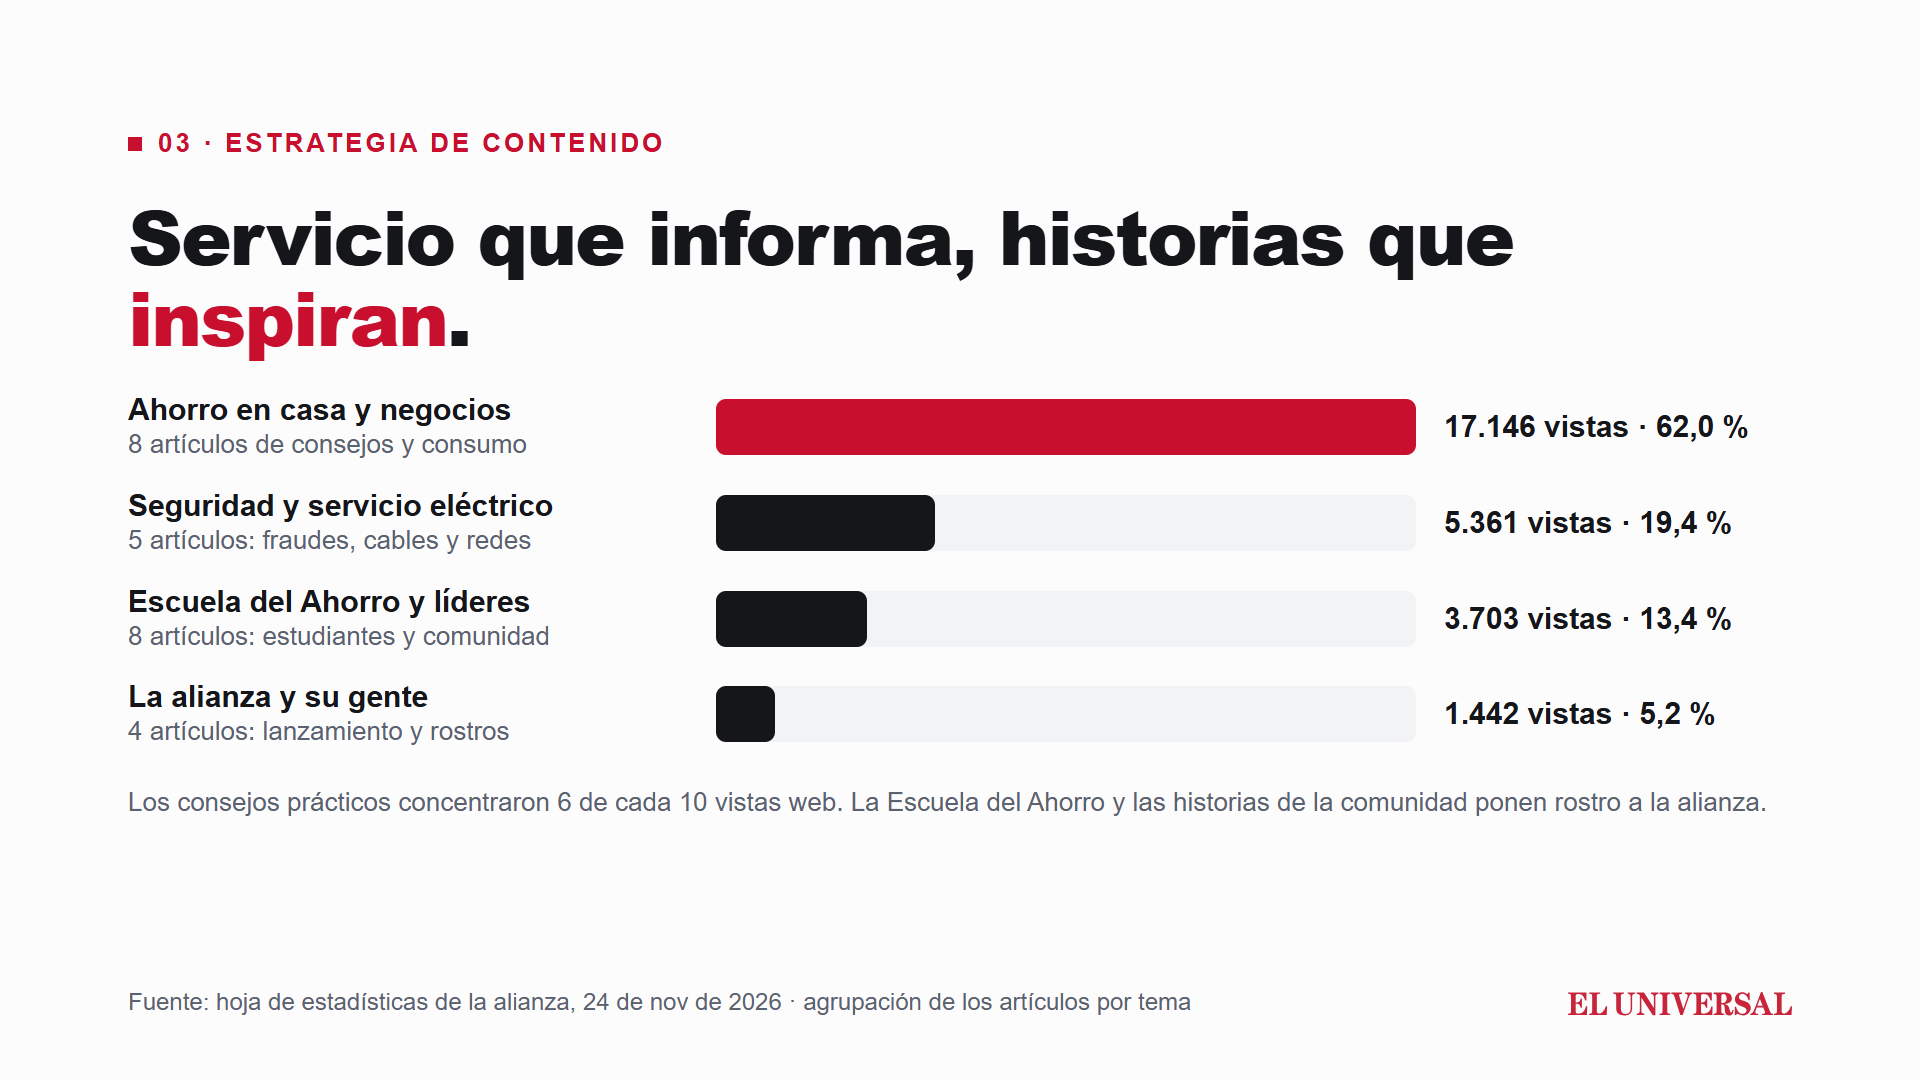 03 · ESTRATEGIA DE CONTENIDO
Servicio que informa, historias que
inspiran.
Ahorro en casa y negocios
8 artículos de consejos y consumo
17.146 vistas · 62,0 %
Seguridad y servicio eléctrico
5 artículos: fraudes, cables y redes
5.361 vistas · 19,4 %
Escuela del Ahorro y líderes
8 artículos: estudiantes y comunidad
3.703 vistas · 13,4 %
La alianza y su gente
4 artículos: lanzamiento y rostros
1.442 vistas · 5,2 %
Los consejos prácticos concentraron 6 de cada 10 vistas web. La Escuela del Ahorro y las historias de la comunidad ponen rostro a la alianza.
Fuente: hoja de estadísticas de la alianza, 24 de nov de 2026 · agrupación de los artículos por tema
EL UNIVERSAL